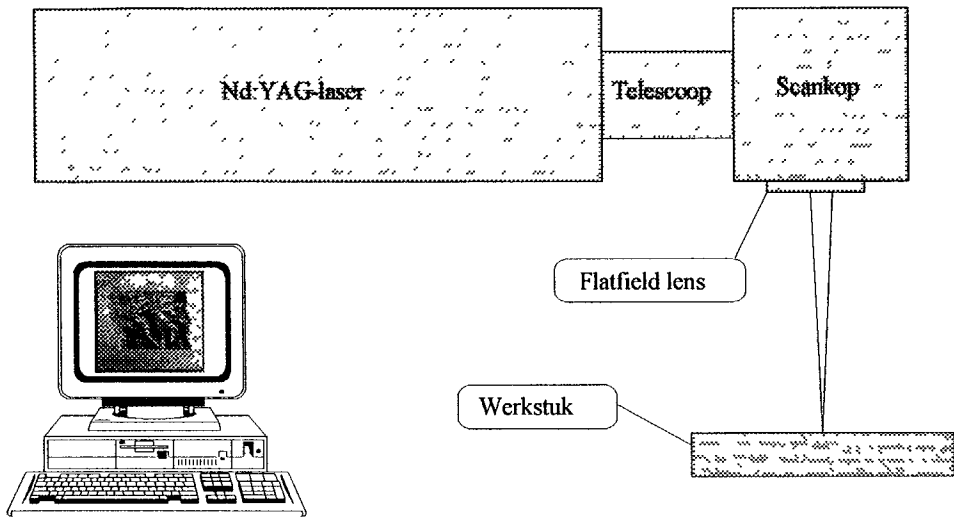 Nd:YAG-laser
Telescoop
Scankop
Flatfield lens
Werkstuk